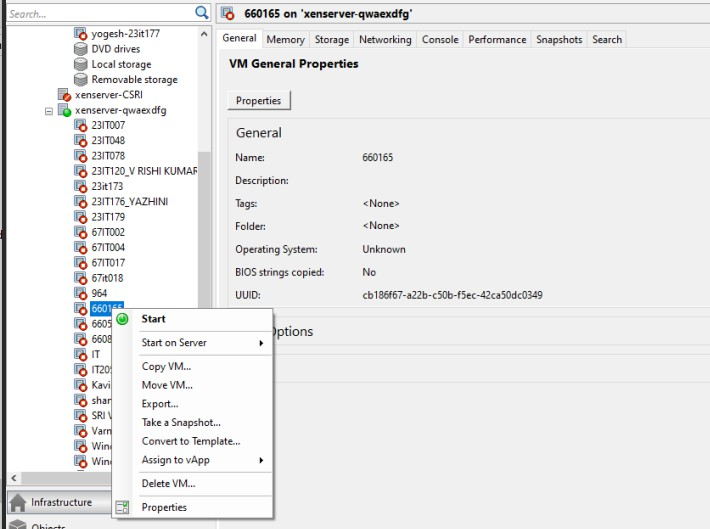 Search...
yogesh-23it177
DVD drives
Local storage
Removable storage
xenserver-CSRI
xenserver-qwaexdfg
23IT007
23IT048
23IT078
23IT120_V RISHI KUMAR
23it173
23IT176_YAZHINI
23IT179
67IT002
67IT004
67IT017
67it018
964
660165
6605
6608
IT
IT205
Kavi
shar
SRI V
Varn
Wind
Wind
Infrastructure
Objects
660165 on 'xenserver-qwaexdfg'
General Memory Storage Networking Console Performance Snapshots Search
VM General Properties
Properties
General
Name: 660165
Description:
Tags: <None>
Folder: <None>
Operating System: Unknown
BIOS strings copied: No
UUID: cb186f67-a22b-c50b-f5ec-42ca50dc0349
Options
Start
Start on Server
Copy VM...
Move VM...
Export...
Take a Snapshot...
Convert to Template...
Assign to vApp
Delete VM...
Properties